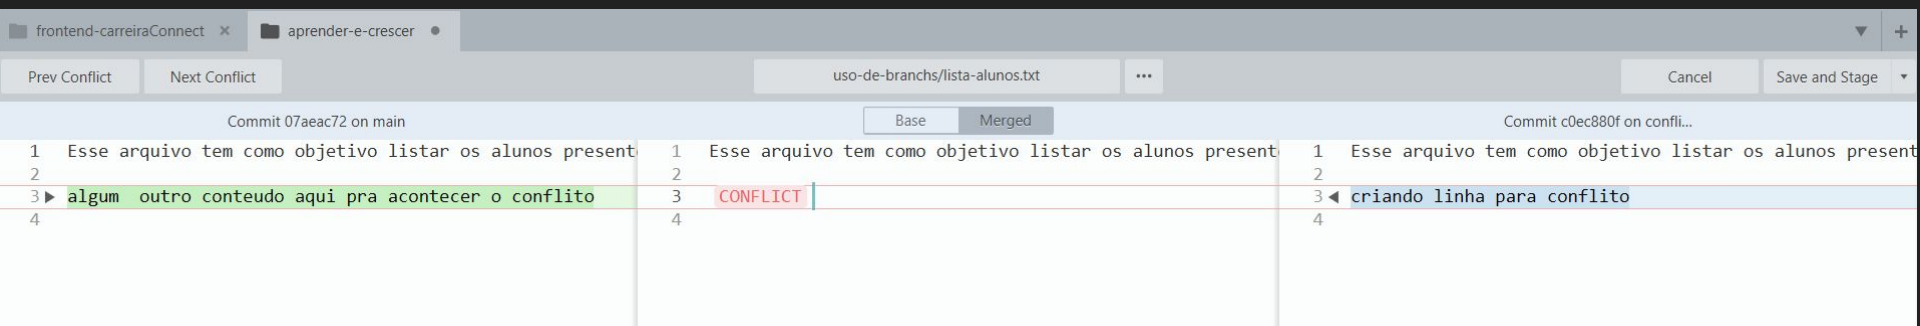 frontend-carreiraConnect aprender-e-crescer
Prev Conflict Next Conflict uso-de-branchs/lista-alunos.txt ... Cancel Save and Stage
Commit 07aeac72 on main Base Merged Commit c0ec880f on confli...
1 Esse arquivo tem como objetivo listar os alunos present
2
3 algum  outro conteudo aqui pra acontecer o conflito
4
1 Esse arquivo tem como objetivo listar os alunos present
2
3 CONFLICT
4
1 Esse arquivo tem como objetivo listar os alunos present
2
3 criando linha para conflito
4